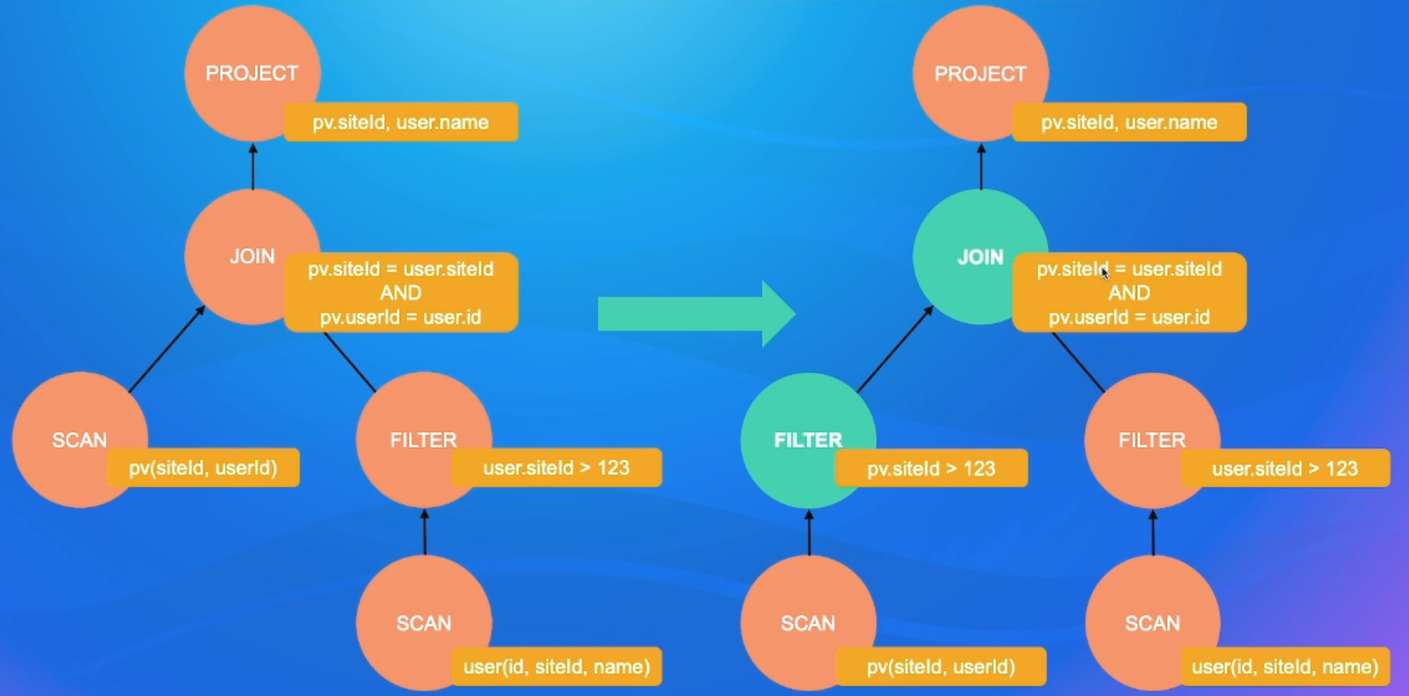 PROJECT
pv.siteId, user.name
JOIN
pv.siteId = user.siteId
AND
pv.userId = user.id
SCAN
pv(siteId, userId)
FILTER
user.siteId > 123
SCAN
user(id, siteId, name)
PROJECT
pv.siteId, user.name
JOIN
pv.siteId = user.siteId
AND
pv.userId = user.id
FILTER
pv.siteId > 123
FILTER
user.siteId > 123
SCAN
pv(siteId, userId)
SCAN
user(id, siteId, name)